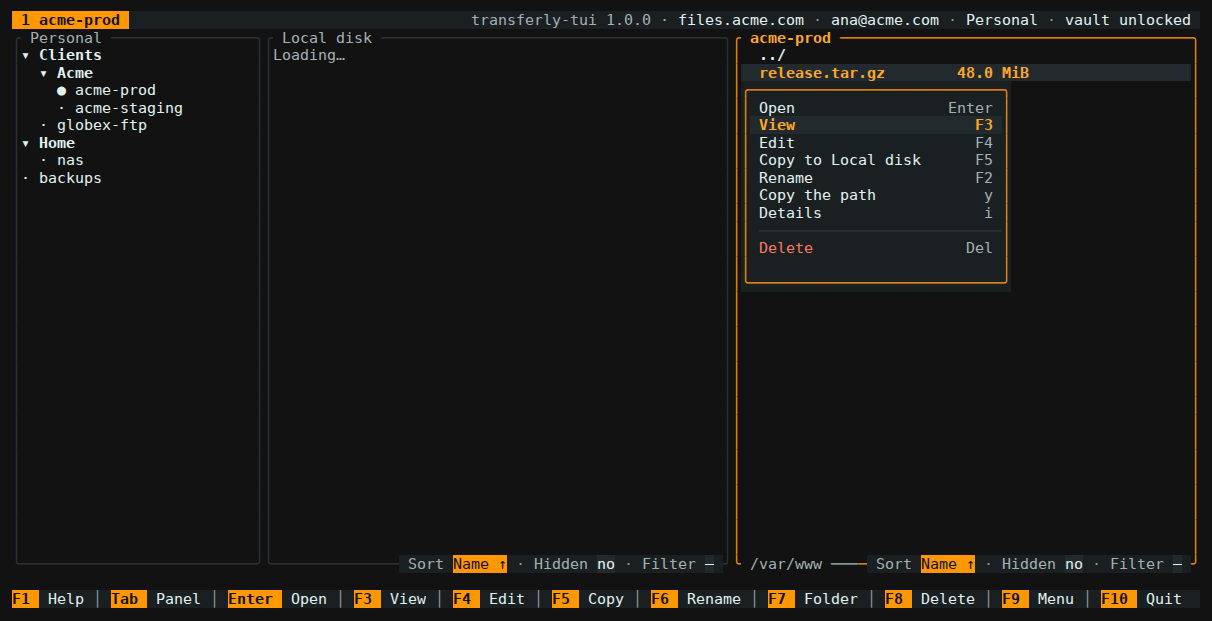 1 acme-prod transferly-tui 1.0.0 · files.acme.com · ana@acme.com · Personal · vault unlocked
Personal
▾ Clients
▾ Acme
● acme-prod
· acme-staging
· globex-ftp
▾ Home
· nas
· backups
Local disk
Loading…
acme-prod
../
release.tar.gz 48.0 MiB
Open Enter
View F3
Edit F4
Copy to Local disk F5
Rename F2
Copy the path y
Details i
Delete Del
Sort Name ↑ · Hidden no · Filter —
/var/www Sort Name ↑ · Hidden no · Filter —
F1 Help │ Tab Panel │ Enter Open │ F3 View │ F4 Edit │ F5 Copy │ F6 Rename │ F7 Folder │ F8 Delete │ F9 Menu │ F10 Quit